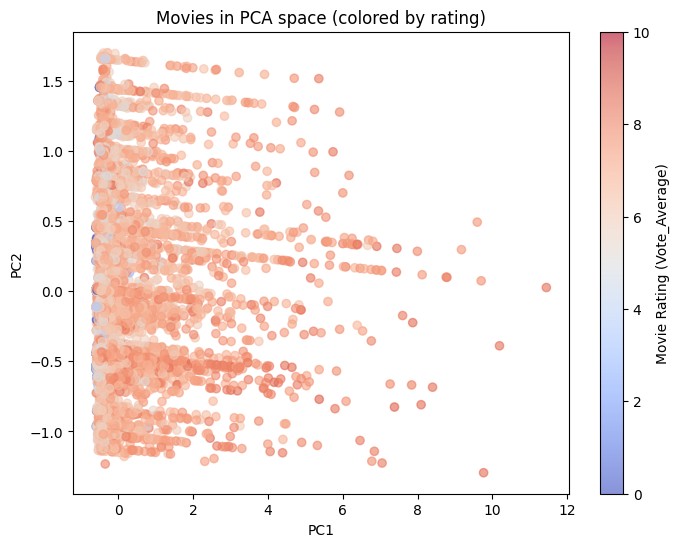 Movies in PCA space (colored by rating)
1.5
1.0
0.5
0.0
−0.5
−1.0
PC2
0 2 4 6 8 10 12
PC1
10
8
6
4
2
0
Movie Rating (Vote_Average)